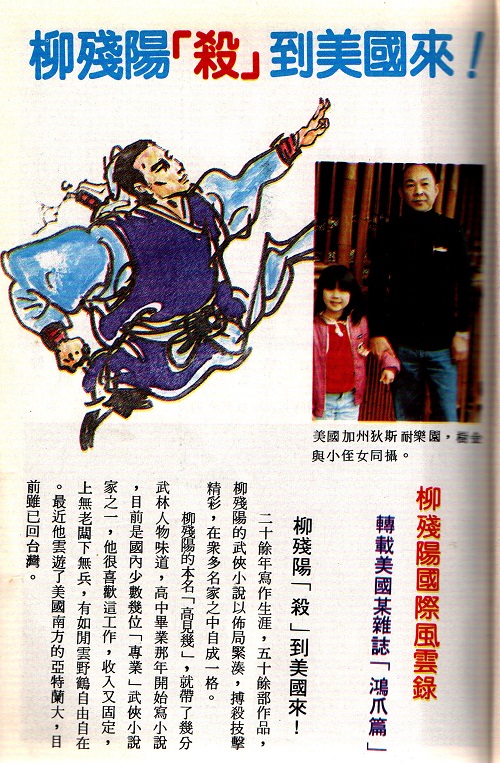 柳殘陽「殺」到美國來!
美國加州狄斯耐樂園,
與小侄女同攝。
柳殘陽國際風雲錄
轉載美國某雜誌「鴻爪篇」
柳殘陽「殺」到美國來!
二十餘年寫作生涯,五十餘部作品,
柳殘陽的武俠小說以佈局緊湊,搏殺技擊
精彩,在眾多名家之中自成一格。
柳殘陽的本名「高見幾」,就帶了幾分
武林人物味道,高中畢業那年開始寫小說
,目前是國內少數幾位「專業」武俠小說
家之一,他很喜歡這工作,收入又固定,
上無老闆下無兵,有如閒雲野鶴自由自在
。最近他雲遊了美國南方的亞特蘭大,目
前雖已回台灣。